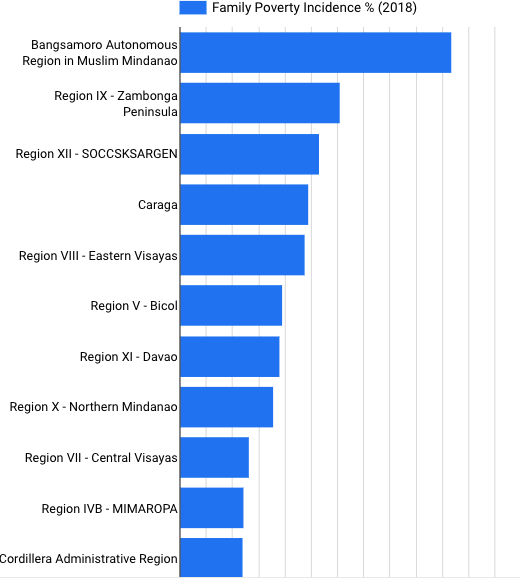 Family Poverty Incidence % (2018)
Bangsamoro Autonomous
Region in Muslim Mindanao
Region IX - Zambonga
Peninsula
Region XII - SOCCSKSARGEN
Caraga
Region VIII - Eastern Visayas
Region V - Bicol
Region XI - Davao
Region X - Northern Mindanao
Region VII - Central Visayas
Region IVB - MIMAROPA
Cordillera Administrative Region